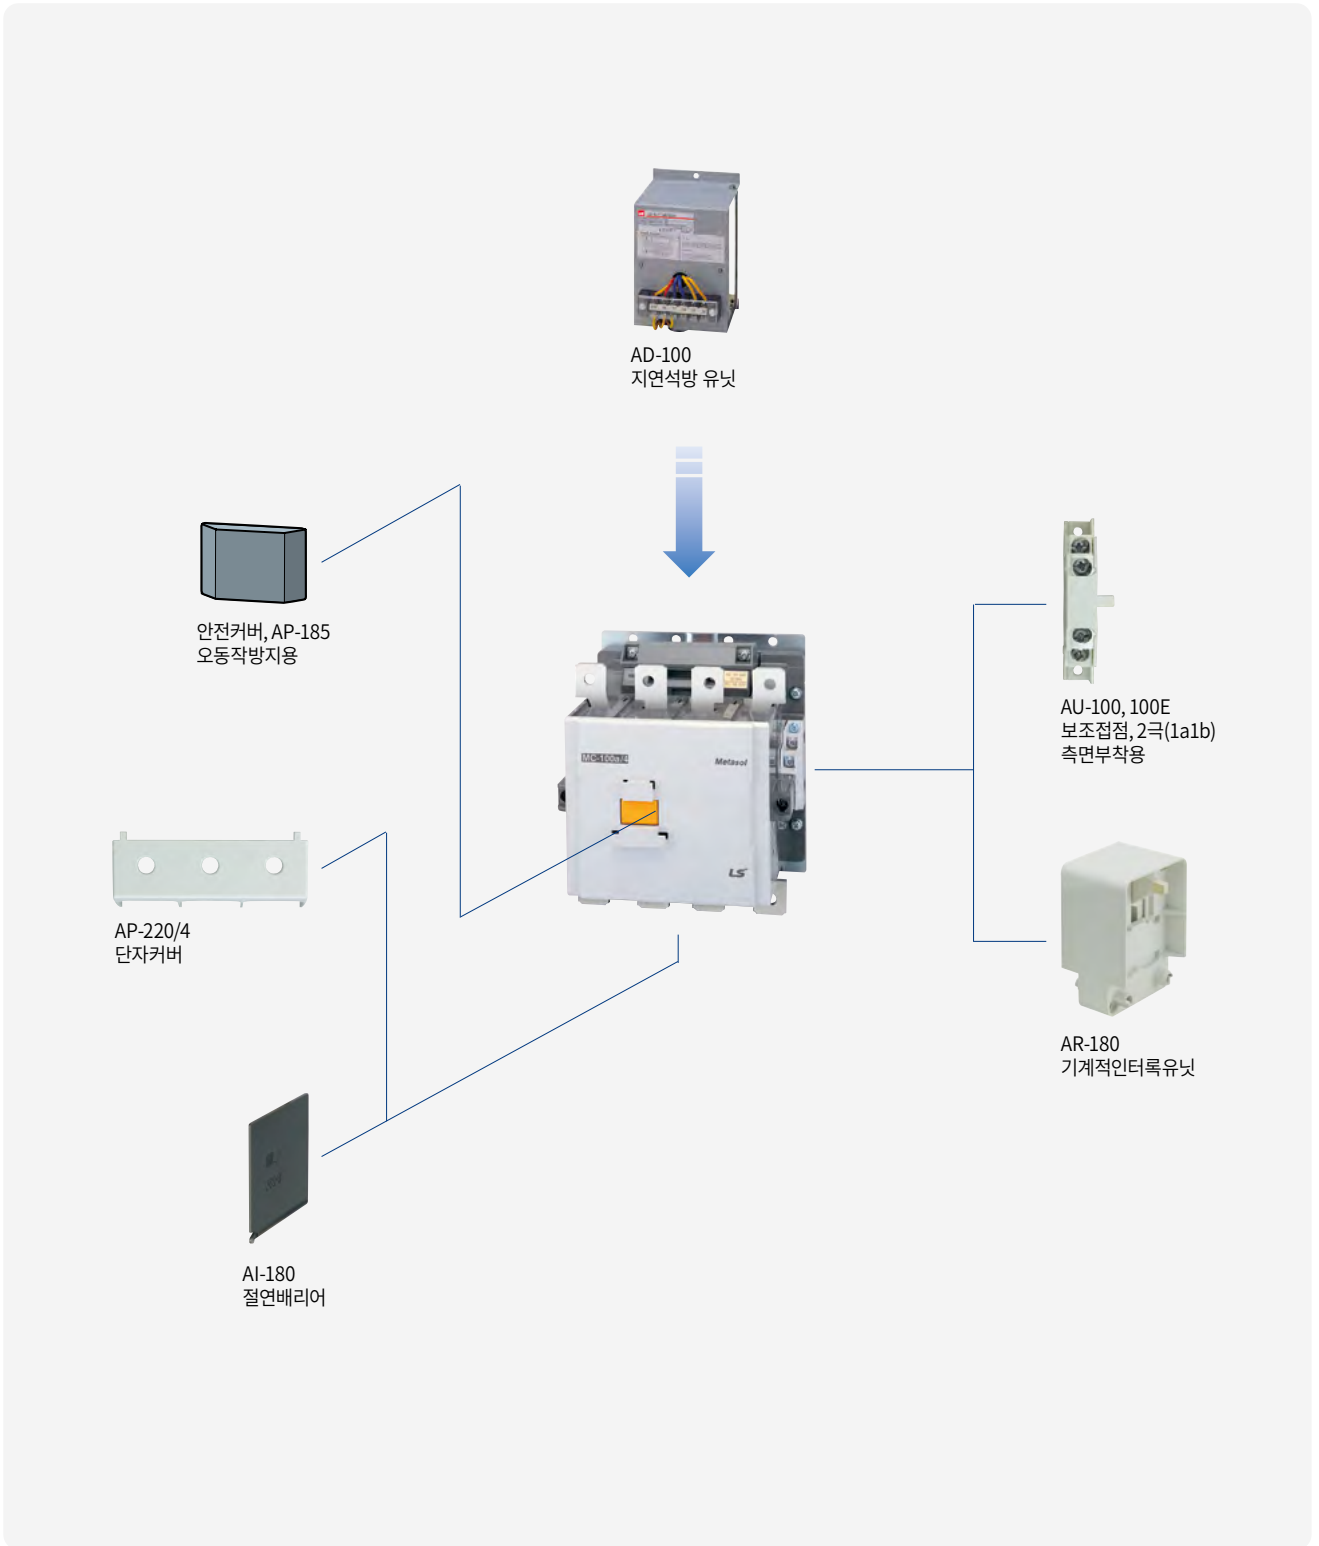 AD-100
지연석방 유닛
안전커버, AP-185
오동작방지용
AU-100, 100E
보조접점, 2극(1a1b)
측면부착용
MC-100a/4
Metasol
LS
AP-220/4
단자커버
AR-180
기계적인터록유닛
AI-180
절연배리어